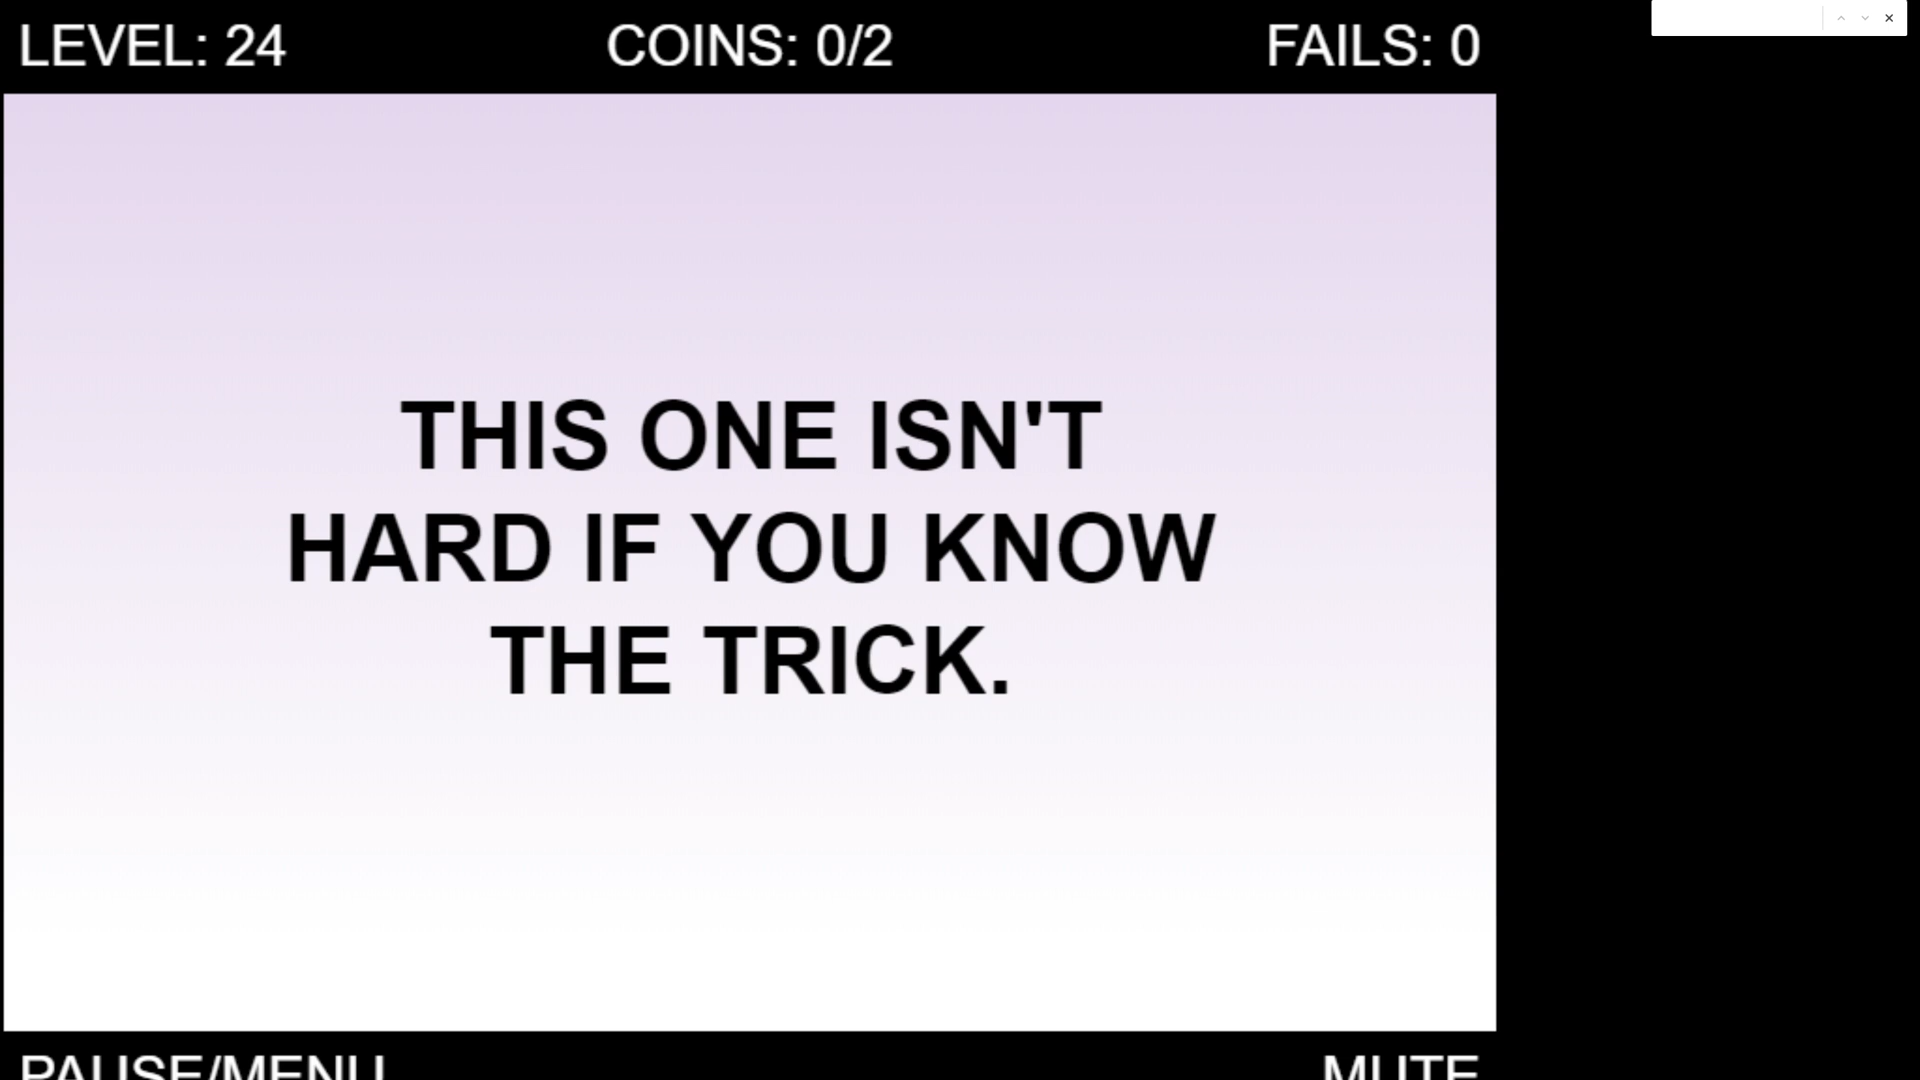 LEVEL: 24
COINS: 0/2
FAILS: 0
THIS ONE ISN'T
HARD IF YOU KNOW
THE TRICK.
PAUSE/MENU
MUTE